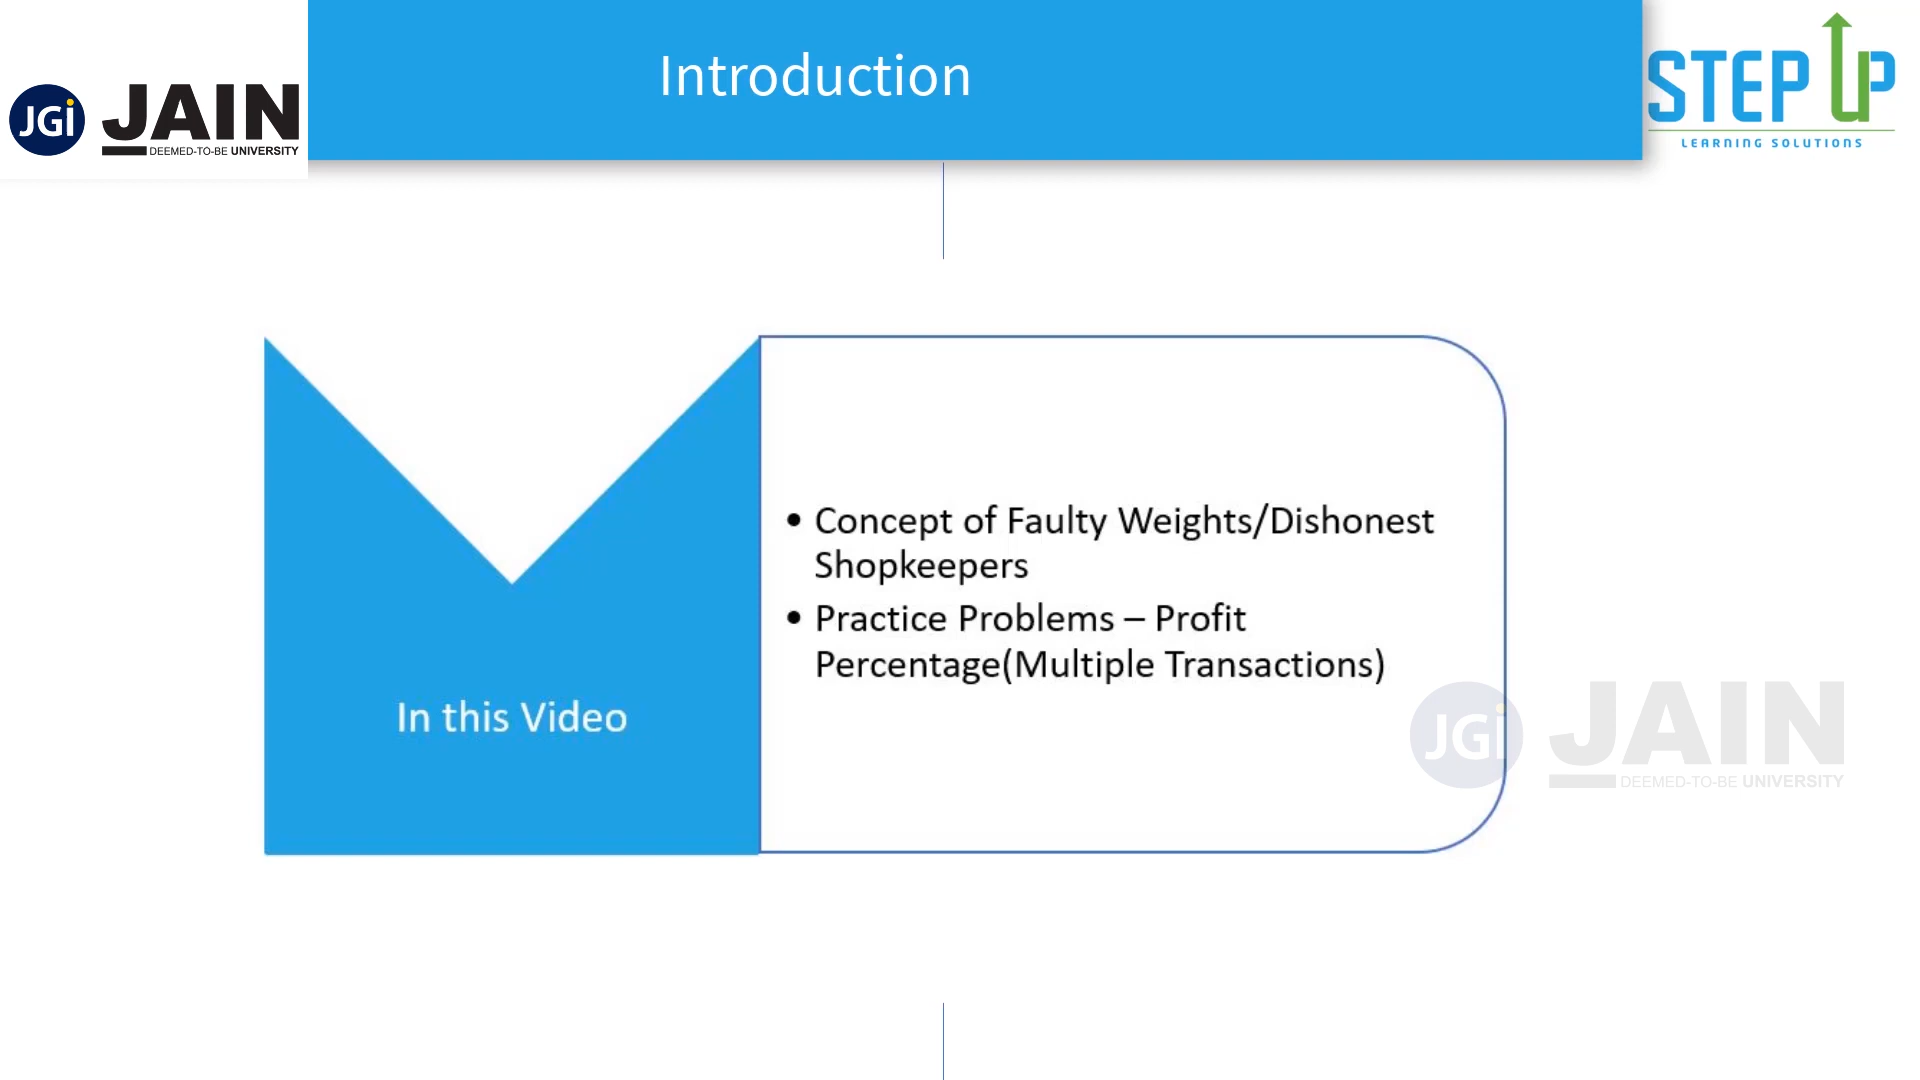 Introduction
JGi JAIN
DEEMED-TO-BE UNIVERSITY
STEP UP
LEARNING SOLUTIONS
In this Video
• Concept of Faulty Weights/Dishonest
Shopkeepers
• Practice Problems – Profit
Percentage(Multiple Transactions)
JGi JAIN
DEEMED-TO-BE UNIVERSITY